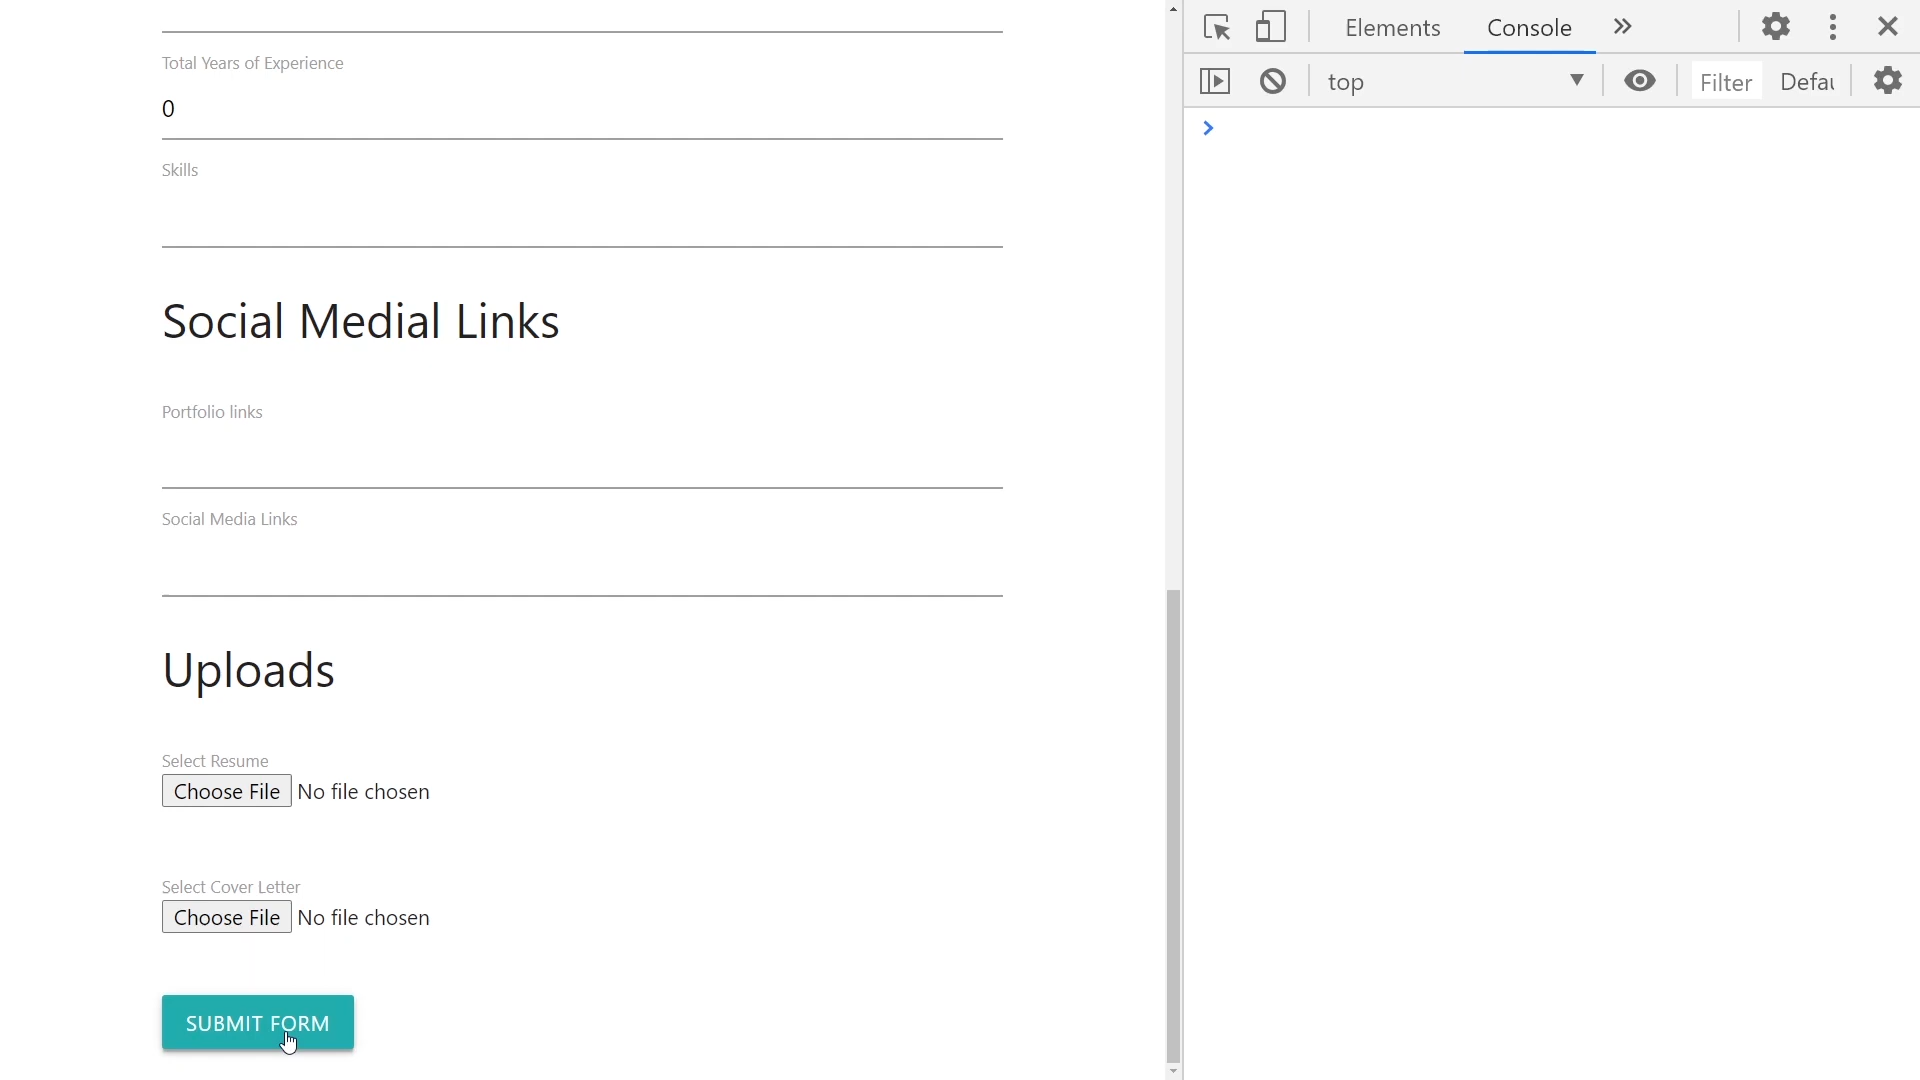 Total Years of Experience
0
Skills
Social Medial Links
Portfolio links
Social Media Links
Uploads
Select Resume
Choose File No file chosen
Select Cover Letter
Choose File No file chosen
SUBMIT FORM
Elements Console
top Filter Defau